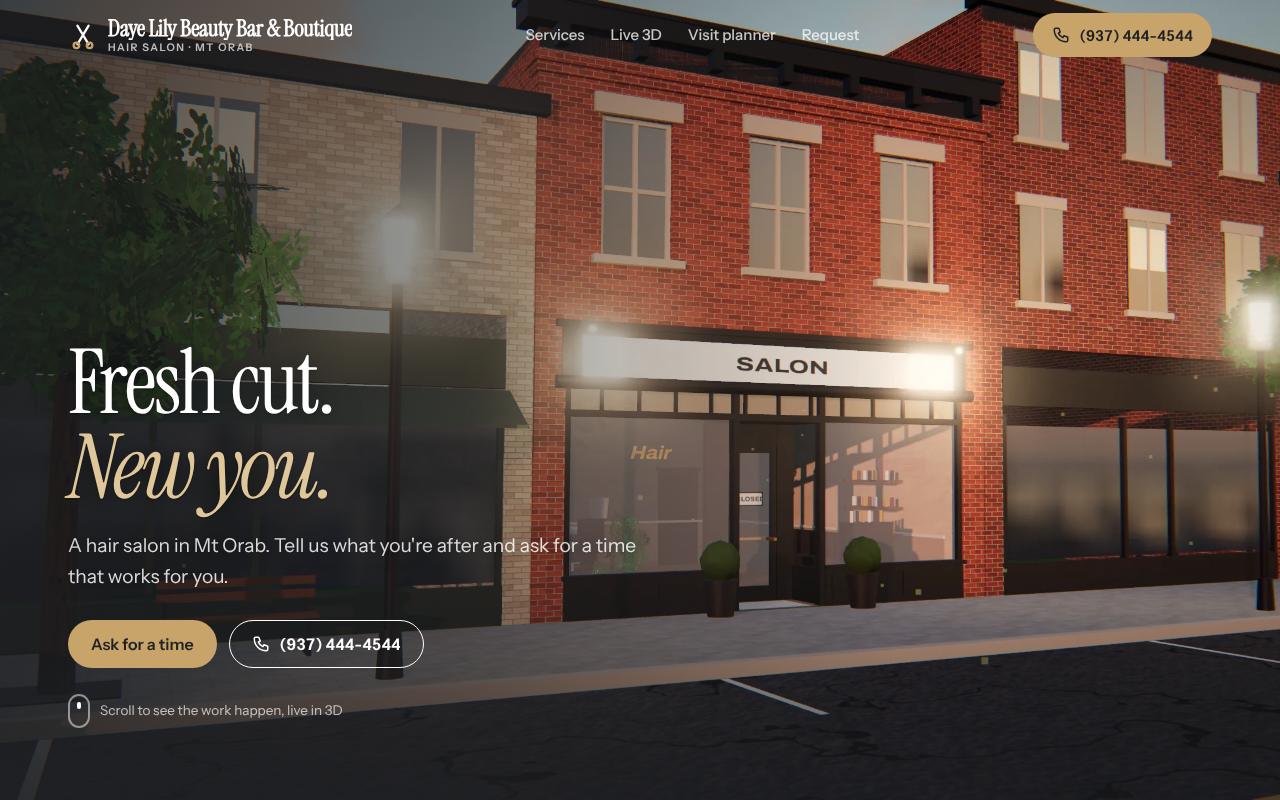 Daye Lily Beauty Bar & Boutique
HAIR SALON · MT ORAB
Services
Live 3D
Visit planner
Request
(937) 444-4544
SALON
Hair
Fresh cut.
New you.
A hair salon in Mt Orab. Tell us what you're after and ask for a time
that works for you.
Ask for a time
(937) 444-4544
Scroll to see the work happen, live in 3D